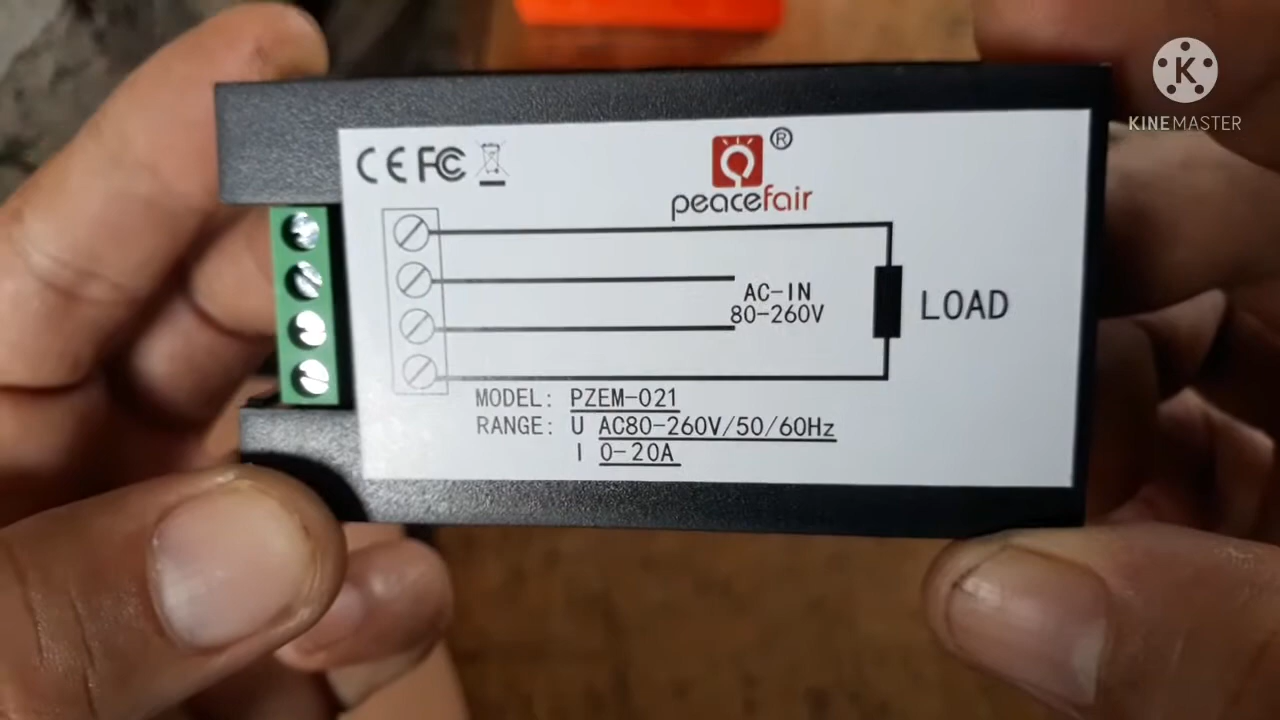 KINEMASTER
CE FC
®
peacefair
AC-IN
80-260V
LOAD
MODEL: PZEM-021
RANGE: U AC80-260V/50/60Hz
I 0-20A